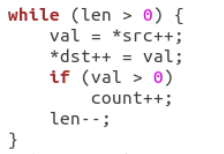 while (len > 0) {
    val = *src++;
    *dst++ = val;
    if (val > 0)
        count++;
    len--;
}